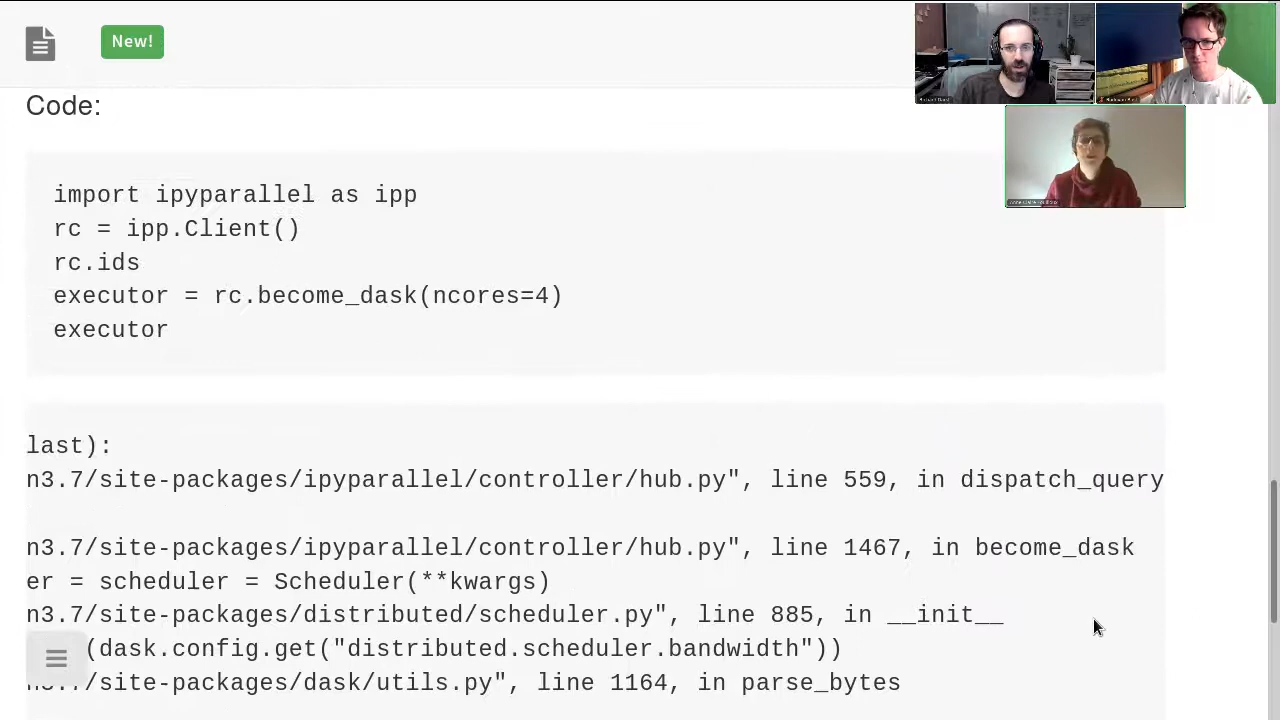 New!
Code:
import ipyparallel as ipp
rc = ipp.Client()
rc.ids
executor = rc.become_dask(ncores=4)
executor
last):
n3.7/site-packages/ipyparallel/controller/hub.py", line 559, in dispatch_query
n3.7/site-packages/ipyparallel/controller/hub.py", line 1467, in become_dask
er = scheduler = Scheduler(**kwargs)
n3.7/site-packages/distributed/scheduler.py", line 885, in __init__
(dask.config.get("distributed.scheduler.bandwidth"))
n3.7/site-packages/dask/utils.py", line 1164, in parse_bytes